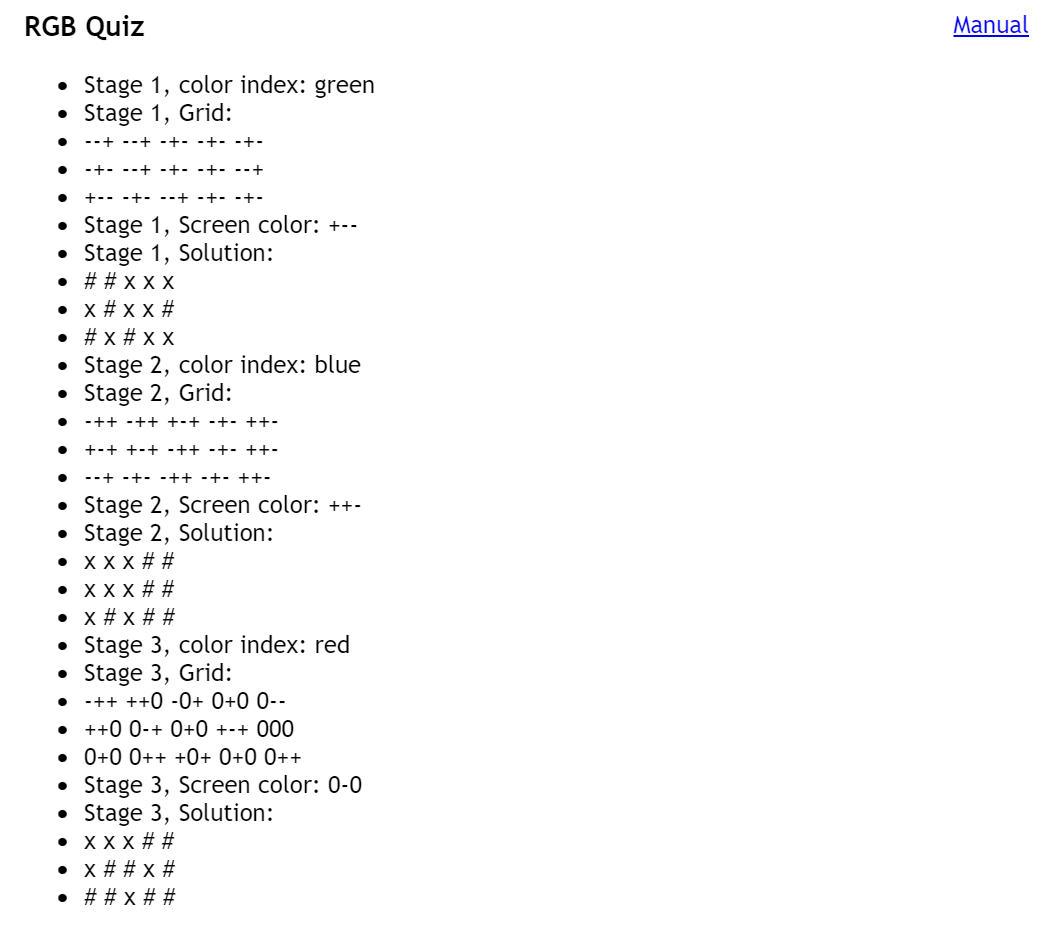 RGB Quiz
Manual
Stage 1, color index: green
Stage 1, Grid:
--+ --+ -+- -+- -+-
-+- --+ -+- -+- --+
+-- -+- --+ -+- -+-
Stage 1, Screen color: +--
Stage 1, Solution:
# # x x x
x # x x #
# x # x x
Stage 2, color index: blue
Stage 2, Grid:
-++ -++ +-+ -+- ++-
+-+ +-+ -++ -+- ++-
--+ -+- -++ -+- ++-
Stage 2, Screen color: ++-
Stage 2, Solution:
x x x # #
x x x # #
x # x # #
Stage 3, color index: red
Stage 3, Grid:
-++ ++0 -0+ 0+0 0--
++0 0-+ 0+0 +-+ 000
0+0 0++ +0+ 0+0 0++
Stage 3, Screen color: 0-0
Stage 3, Solution:
x x x # #
x # # x #
# # x # #